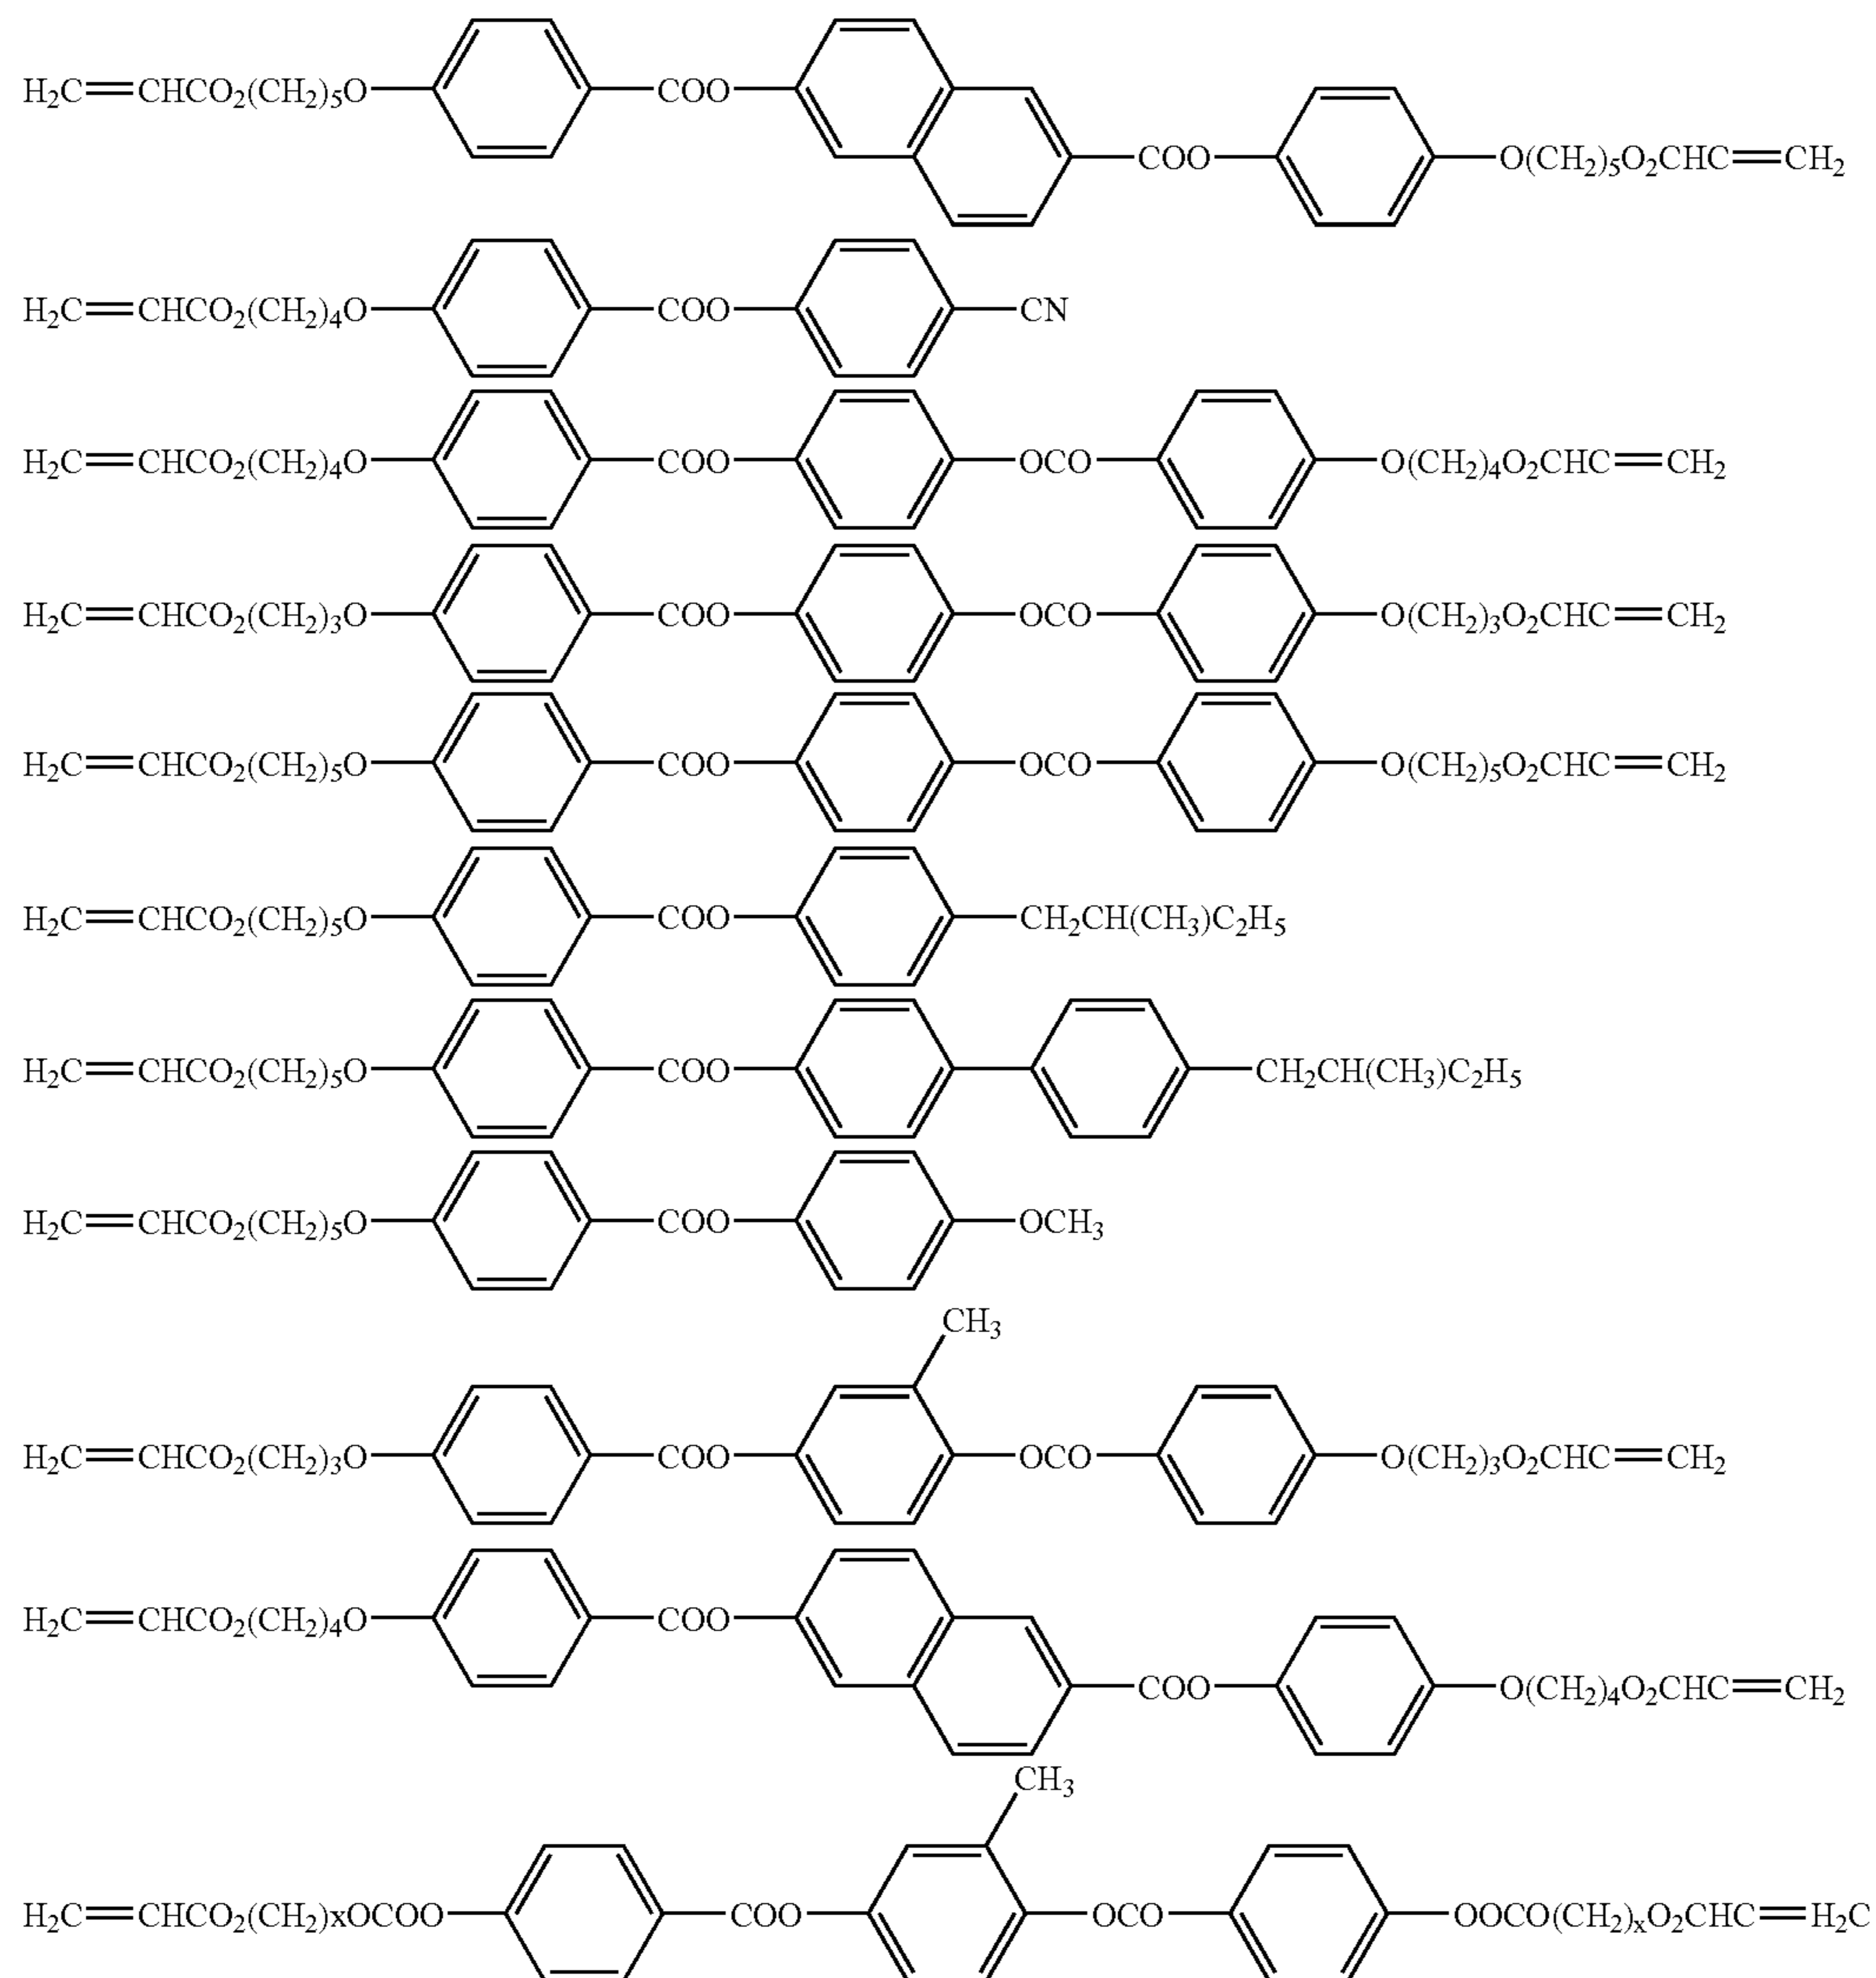 H₂C=CHCO₂(CH₂)₅O COO COO O(CH₂)₅O₂CHC=CH₂
H₂C=CHCO₂(CH₂)₄O COO CN
H₂C=CHCO₂(CH₂)₄O COO OCO O(CH₂)₄O₂CHC=CH₂
H₂C=CHCO₂(CH₂)₃O COO OCO O(CH₂)₃O₂CHC=CH₂
H₂C=CHCO₂(CH₂)₅O COO OCO O(CH₂)₅O₂CHC=CH₂
H₂C=CHCO₂(CH₂)₅O COO CH₂CH(CH₃)C₂H₅
H₂C=CHCO₂(CH₂)₅O COO CH₂CH(CH₃)C₂H₅
H₂C=CHCO₂(CH₂)₅O COO OCH₃
CH₃
H₂C=CHCO₂(CH₂)₃O COO OCO O(CH₂)₃O₂CHC=CH₂
H₂C=CHCO₂(CH₂)₄O COO COO O(CH₂)₄O₂CHC=CH₂
CH₃
H₂C=CHCO₂(CH₂)xOCOO COO OCO OOCO(CH₂)ₓO₂CHC=H₂C